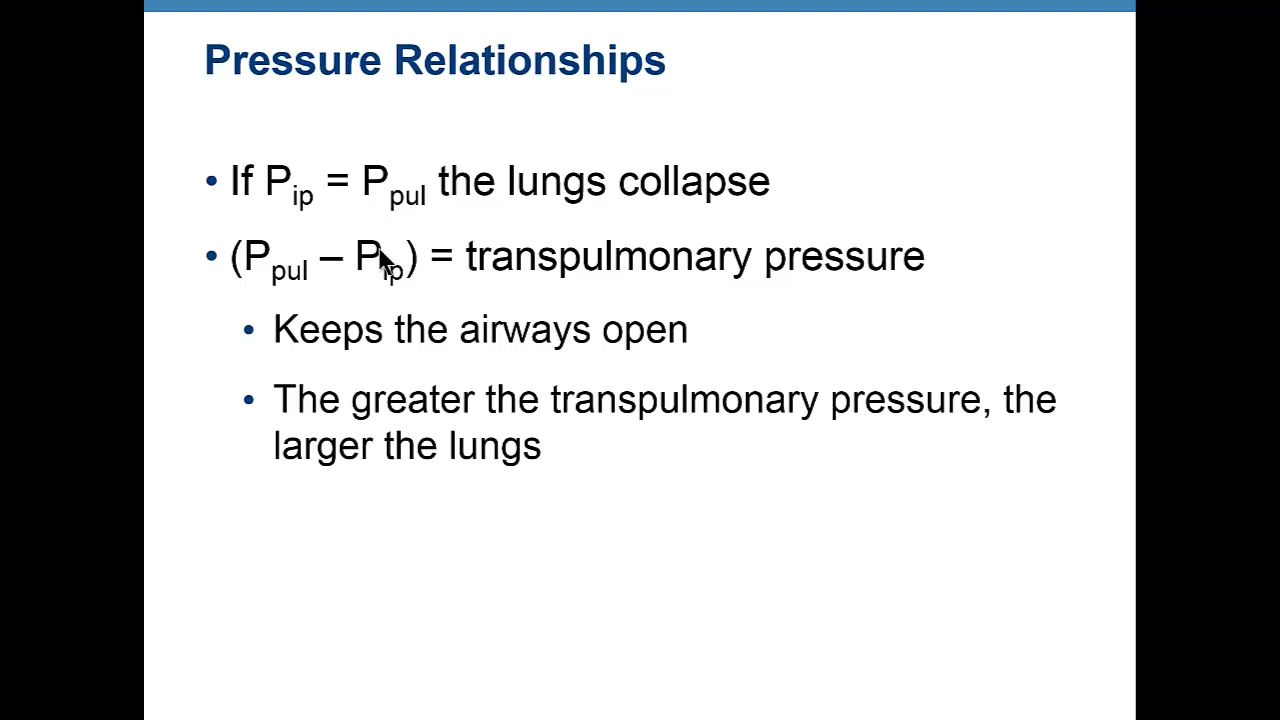 Pressure Relationships
• If Pip = Ppul the lungs collapse
• (Ppul – Pip) = transpulmonary pressure
• Keeps the airways open
• The greater the transpulmonary pressure, the
larger the lungs